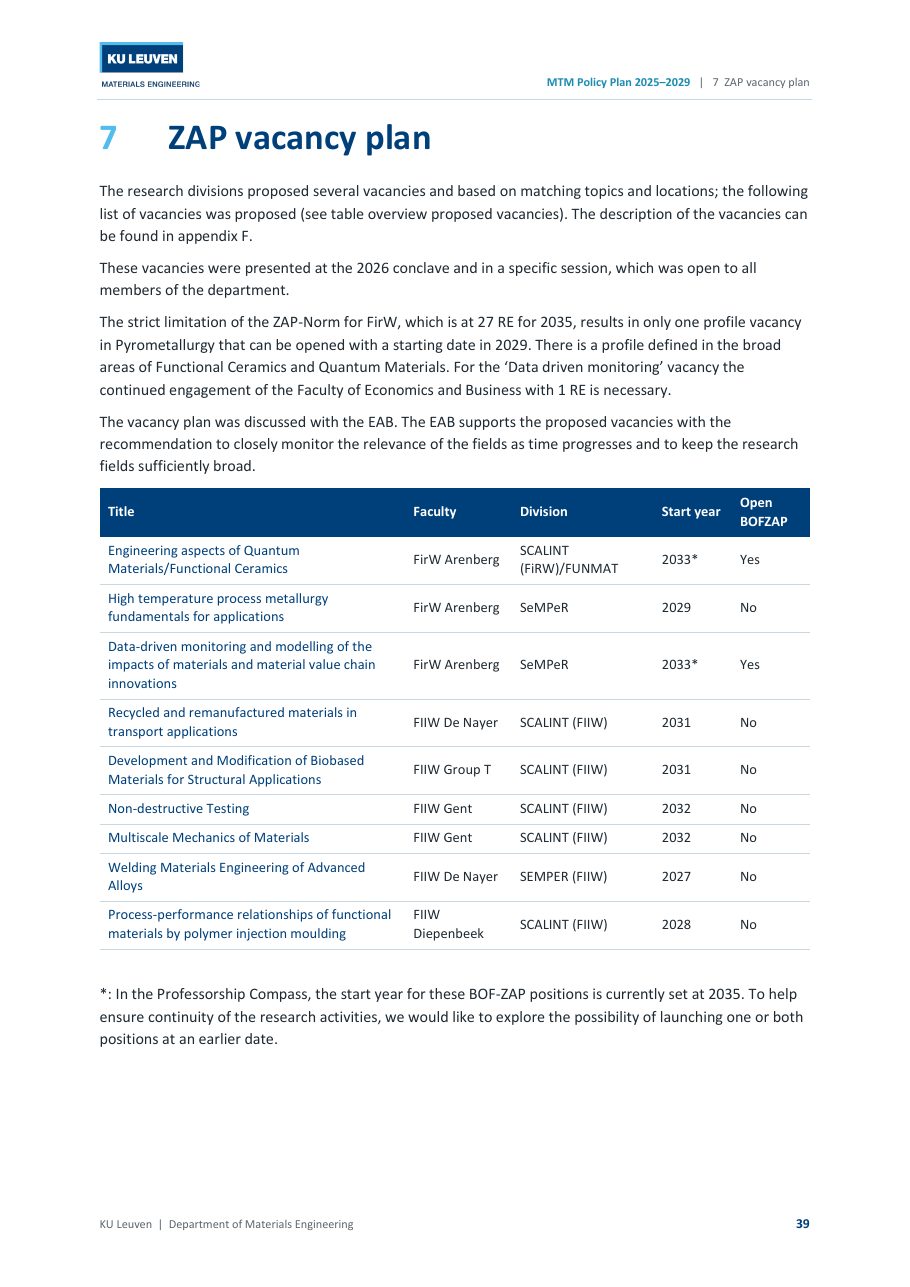 KU LEUVEN
MATERIALS ENGINEERING
MTM Policy Plan 2025–2029 | 7 ZAP vacancy plan
7 ZAP vacancy plan
The research divisions proposed several vacancies and based on matching topics and locations; the following
list of vacancies was proposed (see table overview proposed vacancies). The description of the vacancies can
be found in appendix F.
These vacancies were presented at the 2026 conclave and in a specific session, which was open to all
members of the department.
The strict limitation of the ZAP-Norm for FirW, which is at 27 RE for 2035, results in only one profile vacancy
in Pyrometallurgy that can be opened with a starting date in 2029. There is a profile defined in the broad
areas of Functional Ceramics and Quantum Materials. For the ‘Data driven monitoring’ vacancy the
continued engagement of the Faculty of Economics and Business with 1 RE is necessary.
The vacancy plan was discussed with the EAB. The EAB supports the proposed vacancies with the
recommendation to closely monitor the relevance of the fields as time progresses and to keep the research
fields sufficiently broad.
Title Faculty Division Start year Open
BOFZAP
Engineering aspects of Quantum
Materials/Functional Ceramics FirW Arenberg SCALINT
(FiRW)/FUNMAT 2033* Yes
High temperature process metallurgy
fundamentals for applications FirW Arenberg SeMPeR 2029 No
Data-driven monitoring and modelling of the
impacts of materials and material value chain
innovations FirW Arenberg SeMPeR 2033* Yes
Recycled and remanufactured materials in
transport applications FIIW De Nayer SCALINT (FIIW) 2031 No
Development and Modification of Biobased
Materials for Structural Applications FIIW Group T SCALINT (FIIW) 2031 No
Non-destructive Testing FIIW Gent SCALINT (FIIW) 2032 No
Multiscale Mechanics of Materials FIIW Gent SCALINT (FIIW) 2032 No
Welding Materials Engineering of Advanced
Alloys FIIW De Nayer SEMPER (FIIW) 2027 No
Process-performance relationships of functional
materials by polymer injection moulding FIIW
Diepenbeek SCALINT (FIIW) 2028 No
*: In the Professorship Compass, the start year for these BOF-ZAP positions is currently set at 2035. To help
ensure continuity of the research activities, we would like to explore the possibility of launching one or both
positions at an earlier date.
KU Leuven | Department of Materials Engineering 39